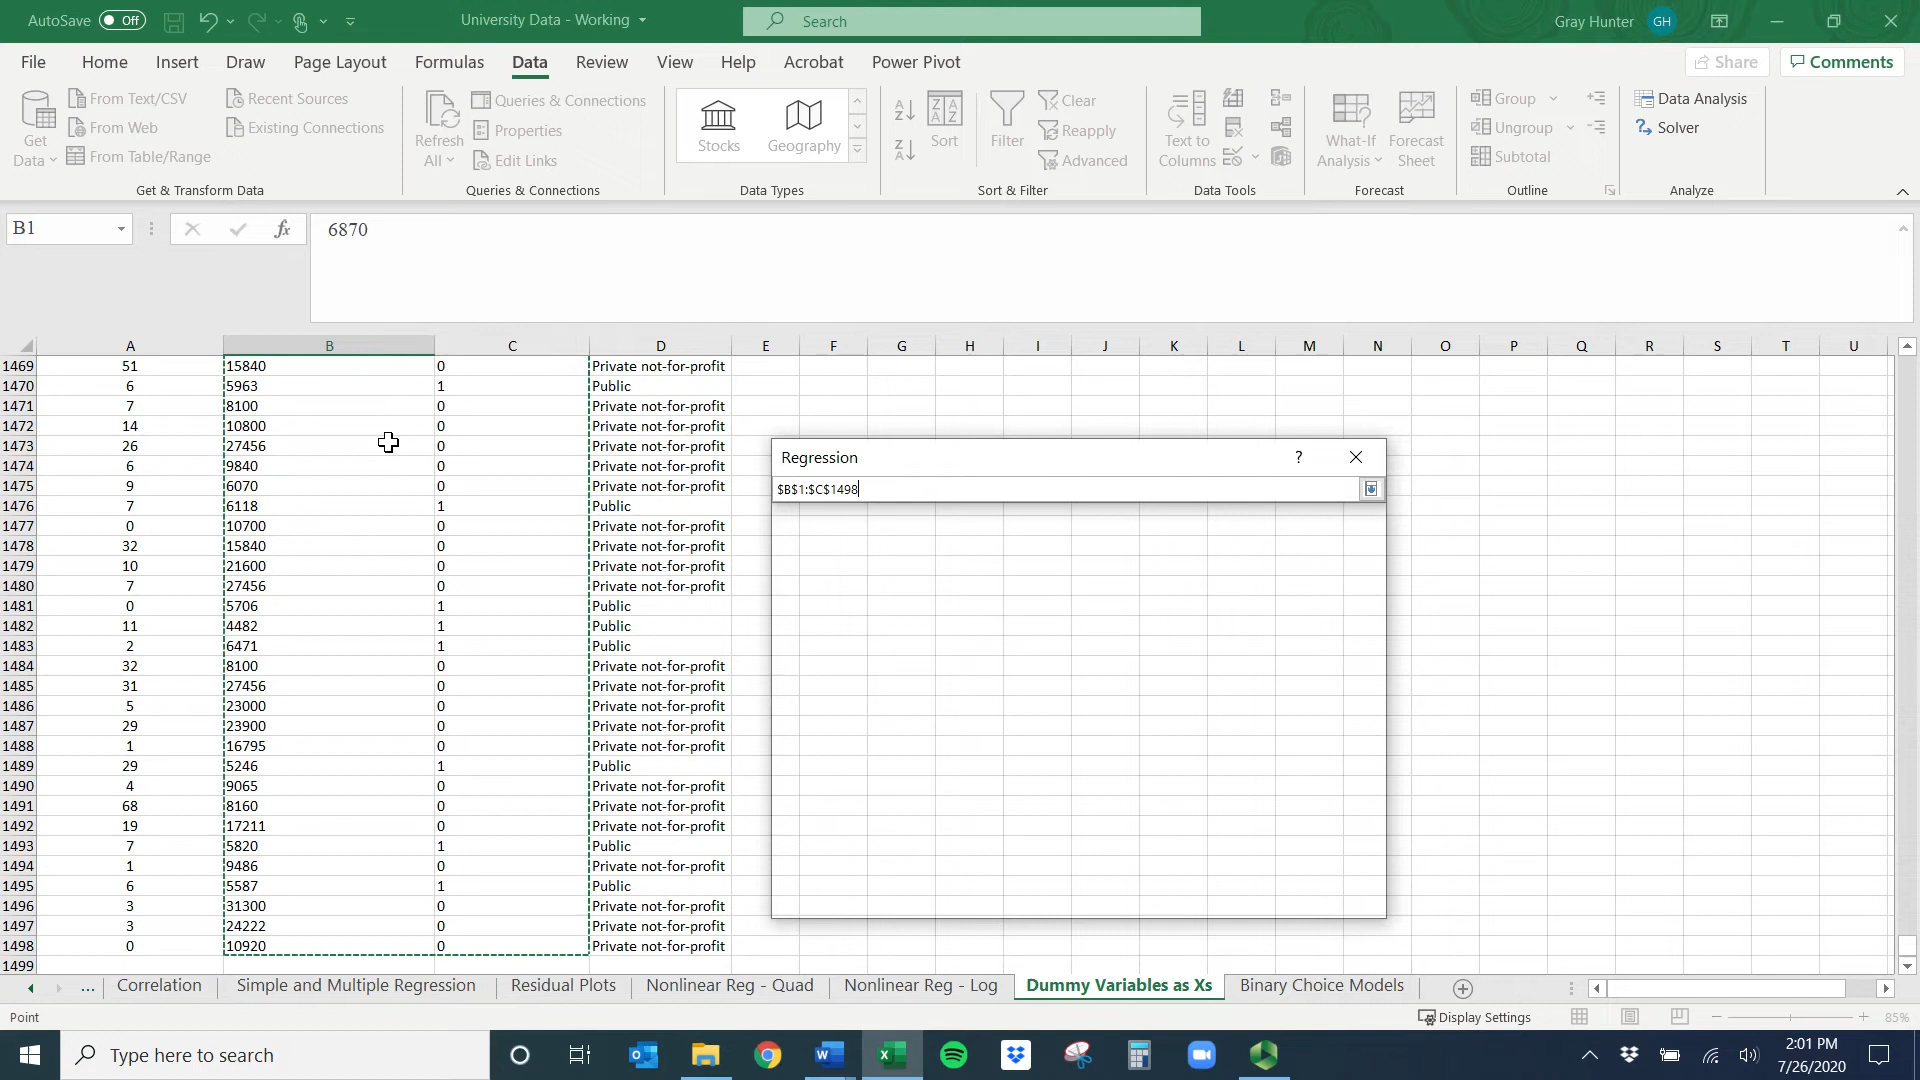 AutoSave Off University Data - Working Search Gray Hunter GH
File Home Insert Draw Page Layout Formulas Data Review View Help Acrobat Power Pivot Share Comments
Get Data From Text/CSV From Web From Table/Range Recent Sources Existing Connections
Refresh All Queries & Connections Properties Edit Links
Stocks Geography
Sort Filter Clear Reapply Advanced
Text to Columns
What-If Analysis Forecast Sheet
Group Ungroup Subtotal
Data Analysis Solver
Get & Transform Data Queries & Connections Data Types Sort & Filter Data Tools Forecast Outline Analyze
B1 fx 6870
A B C D E F G H I J K L M N O P Q R S T U
1469 51 15840 0 Private not-for-profit
1470 6 5963 1 Public
1471 7 8100 0 Private not-for-profit
1472 14 10800 0 Private not-for-profit
1473 26 27456 0 Private not-for-profit
1474 6 9840 0 Private not-for-profit
1475 9 6070 0 Private not-for-profit
1476 7 6118 1 Public
1477 0 10700 0 Private not-for-profit
1478 32 15840 0 Private not-for-profit
1479 10 21600 0 Private not-for-profit
1480 7 27456 0 Private not-for-profit
1481 0 5706 1 Public
1482 11 4482 1 Public
1483 2 6471 1 Public
1484 32 8100 0 Private not-for-profit
1485 31 27456 0 Private not-for-profit
1486 5 23000 0 Private not-for-profit
1487 29 23900 0 Private not-for-profit
1488 1 16795 0 Private not-for-profit
1489 29 5246 1 Public
1490 4 9065 0 Private not-for-profit
1491 68 8160 0 Private not-for-profit
1492 19 17211 0 Private not-for-profit
1493 7 5820 1 Public
1494 1 9486 0 Private not-for-profit
1495 6 5587 1 Public
1496 3 31300 0 Private not-for-profit
1497 3 24222 0 Private not-for-profit
1498 0 10920 0 Private not-for-profit
1499
Regression ?
$B$1:$C$1498
... Correlation Simple and Multiple Regression Residual Plots Nonlinear Reg - Quad Nonlinear Reg - Log Dummy Variables as Xs Binary Choice Models
Point Display Settings 85%
Type here to search
2:01 PM
7/26/2020